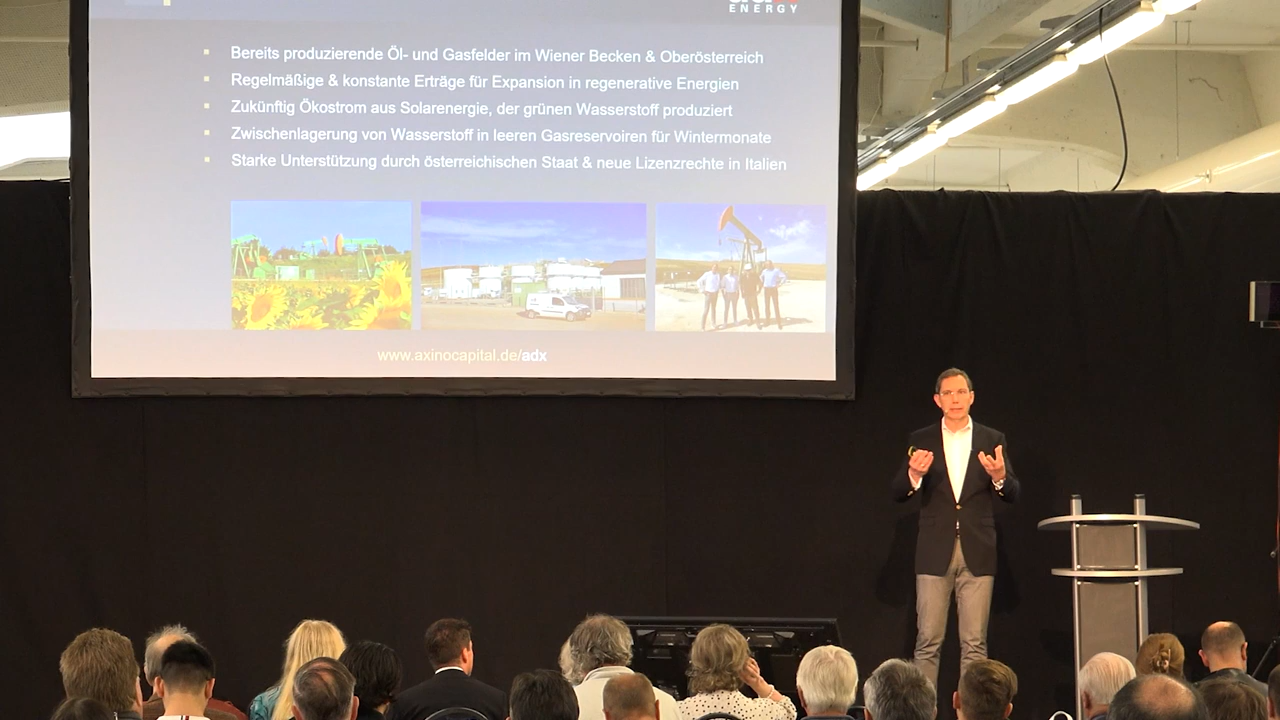 ENERGY
Bereits produzierende Öl- und Gasfelder im Wiener Becken & Oberösterreich
Regelmäßige & konstante Erträge für Expansion in regenerative Energien
Zukünftig Ökostrom aus Solarenergie, der grünen Wasserstoff produziert
Zwischenlagerung von Wasserstoff in leeren Gasreservoiren für Wintermonate
Starke Unterstützung durch österreichischen Staat & neue Lizenzrechte in Italien
www.axinocapital.de/adx